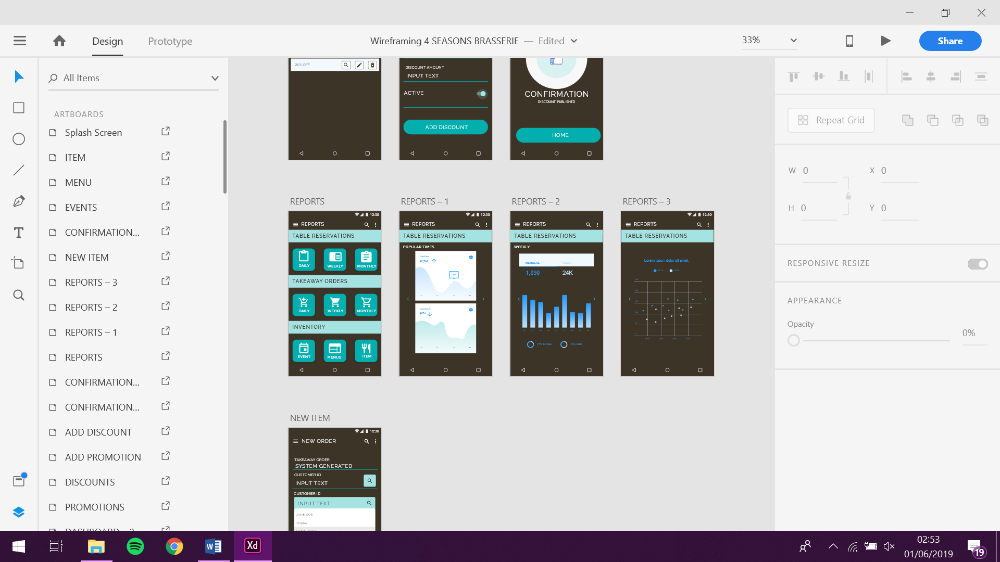 Design
Prototype
Wireframing 4 SEASONS BRASSERIE — Edited
33%
Share
All Items
ARTBOARDS
Splash Screen
ITEM
MENU
EVENTS
CONFIRMATION...
NEW ITEM
REPORTS – 3
REPORTS – 2
REPORTS – 1
REPORTS
CONFIRMATION...
CONFIRMATION...
ADD DISCOUNT
ADD PROMOTION
DISCOUNTS
PROMOTIONS
20% OFF
DISCOUNT AMOUNT
INPUT TEXT
ACTIVE
ADD DISCOUNT
CONFIRMATION
DISCOUNT PUBLISHED
HOME
REPORTS
12:30
REPORTS
TABLE RESERVATIONS
DAILY
WEEKLY
MONTHLY
TAKEAWAY ORDERS
DAILY
WEEKLY
MONTHLY
INVENTORY
EVENT
MENUS
ITEM
REPORTS – 1
12:30
REPORTS
TABLE RESERVATIONS
POPULAR TIMES
REPORTS – 2
12:30
REPORTS
TABLE RESERVATIONS
WEEKLY
MEMBERS
1,890
24K
77% Female
REPORTS – 3
12:30
REPORTS
TABLE RESERVATIONS
Lorem ipsum dolor sit amet,
NEW ITEM
12:30
NEW ORDER
TAKEAWAY ORDER
SYSTEM GENERATED
CUSTOMER ID
INPUT TEXT
CUSTOMER ID
INPUT TEXT
JANE DOE
Repeat Grid
W 0
X 0
H 0
Y 0
RESPONSIVE RESIZE
APPEARANCE
Opacity
0%
Xd
02:53
01/06/2019
19